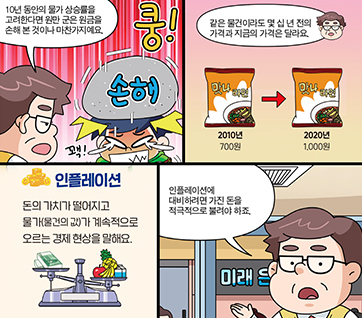 10년 동안의 물가 상승률을
고려한다면 원만 군은 원금을
손해 본 것이나 마찬가지예요.
쿵!
손해
꽥!
같은 물건이라도 몇 십 년 전의
가격과 지금의 가격은 달라요.
맛나
라면
맛나
라면
2010년
700원
2020년
1,000원
인플레이션
돈의 가치가 떨어지고
물가(물건의 값)가 계속적으로
오르는 경제 현상을 말해요.
인플레이션에
대비하려면 가진 돈을
적극적으로 불려야 하죠.
미래 은